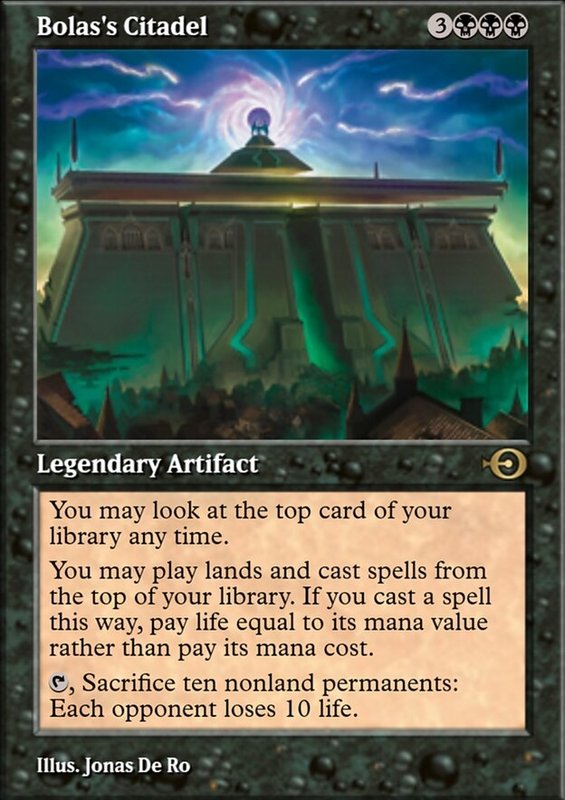 Bolas's Citadel
3
Legendary Artifact
You may look at the top card of your
library any time.
You may play lands and cast spells from
the top of your library. If you cast a spell
this way, pay life equal to its mana value
rather than pay its mana cost.
, Sacrifice ten nonland permanents:
Each opponent loses 10 life.
Illus. Jonas De Ro